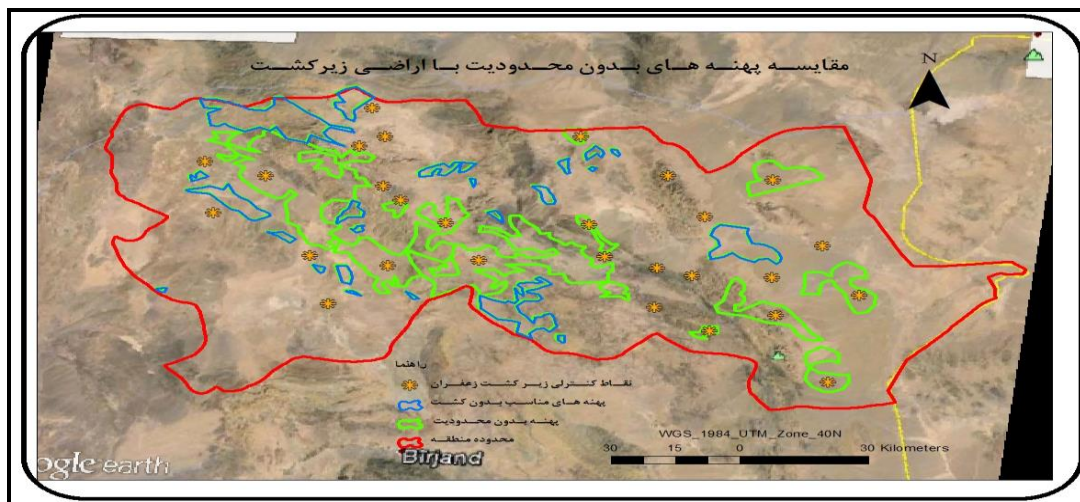 مقایسه پهنه های بدون محدودیت با اراضی زیرکشت
N
راهنما
نقاط کنترلی زیر کشت زعفران
پهنه های مناسب بدون کشت
پهنه بدون محدودیت
محدوده منطقه
Birjand
WGS_1984_UTM_Zone_40N
30 15 0 30 Kilometers
ogle earth